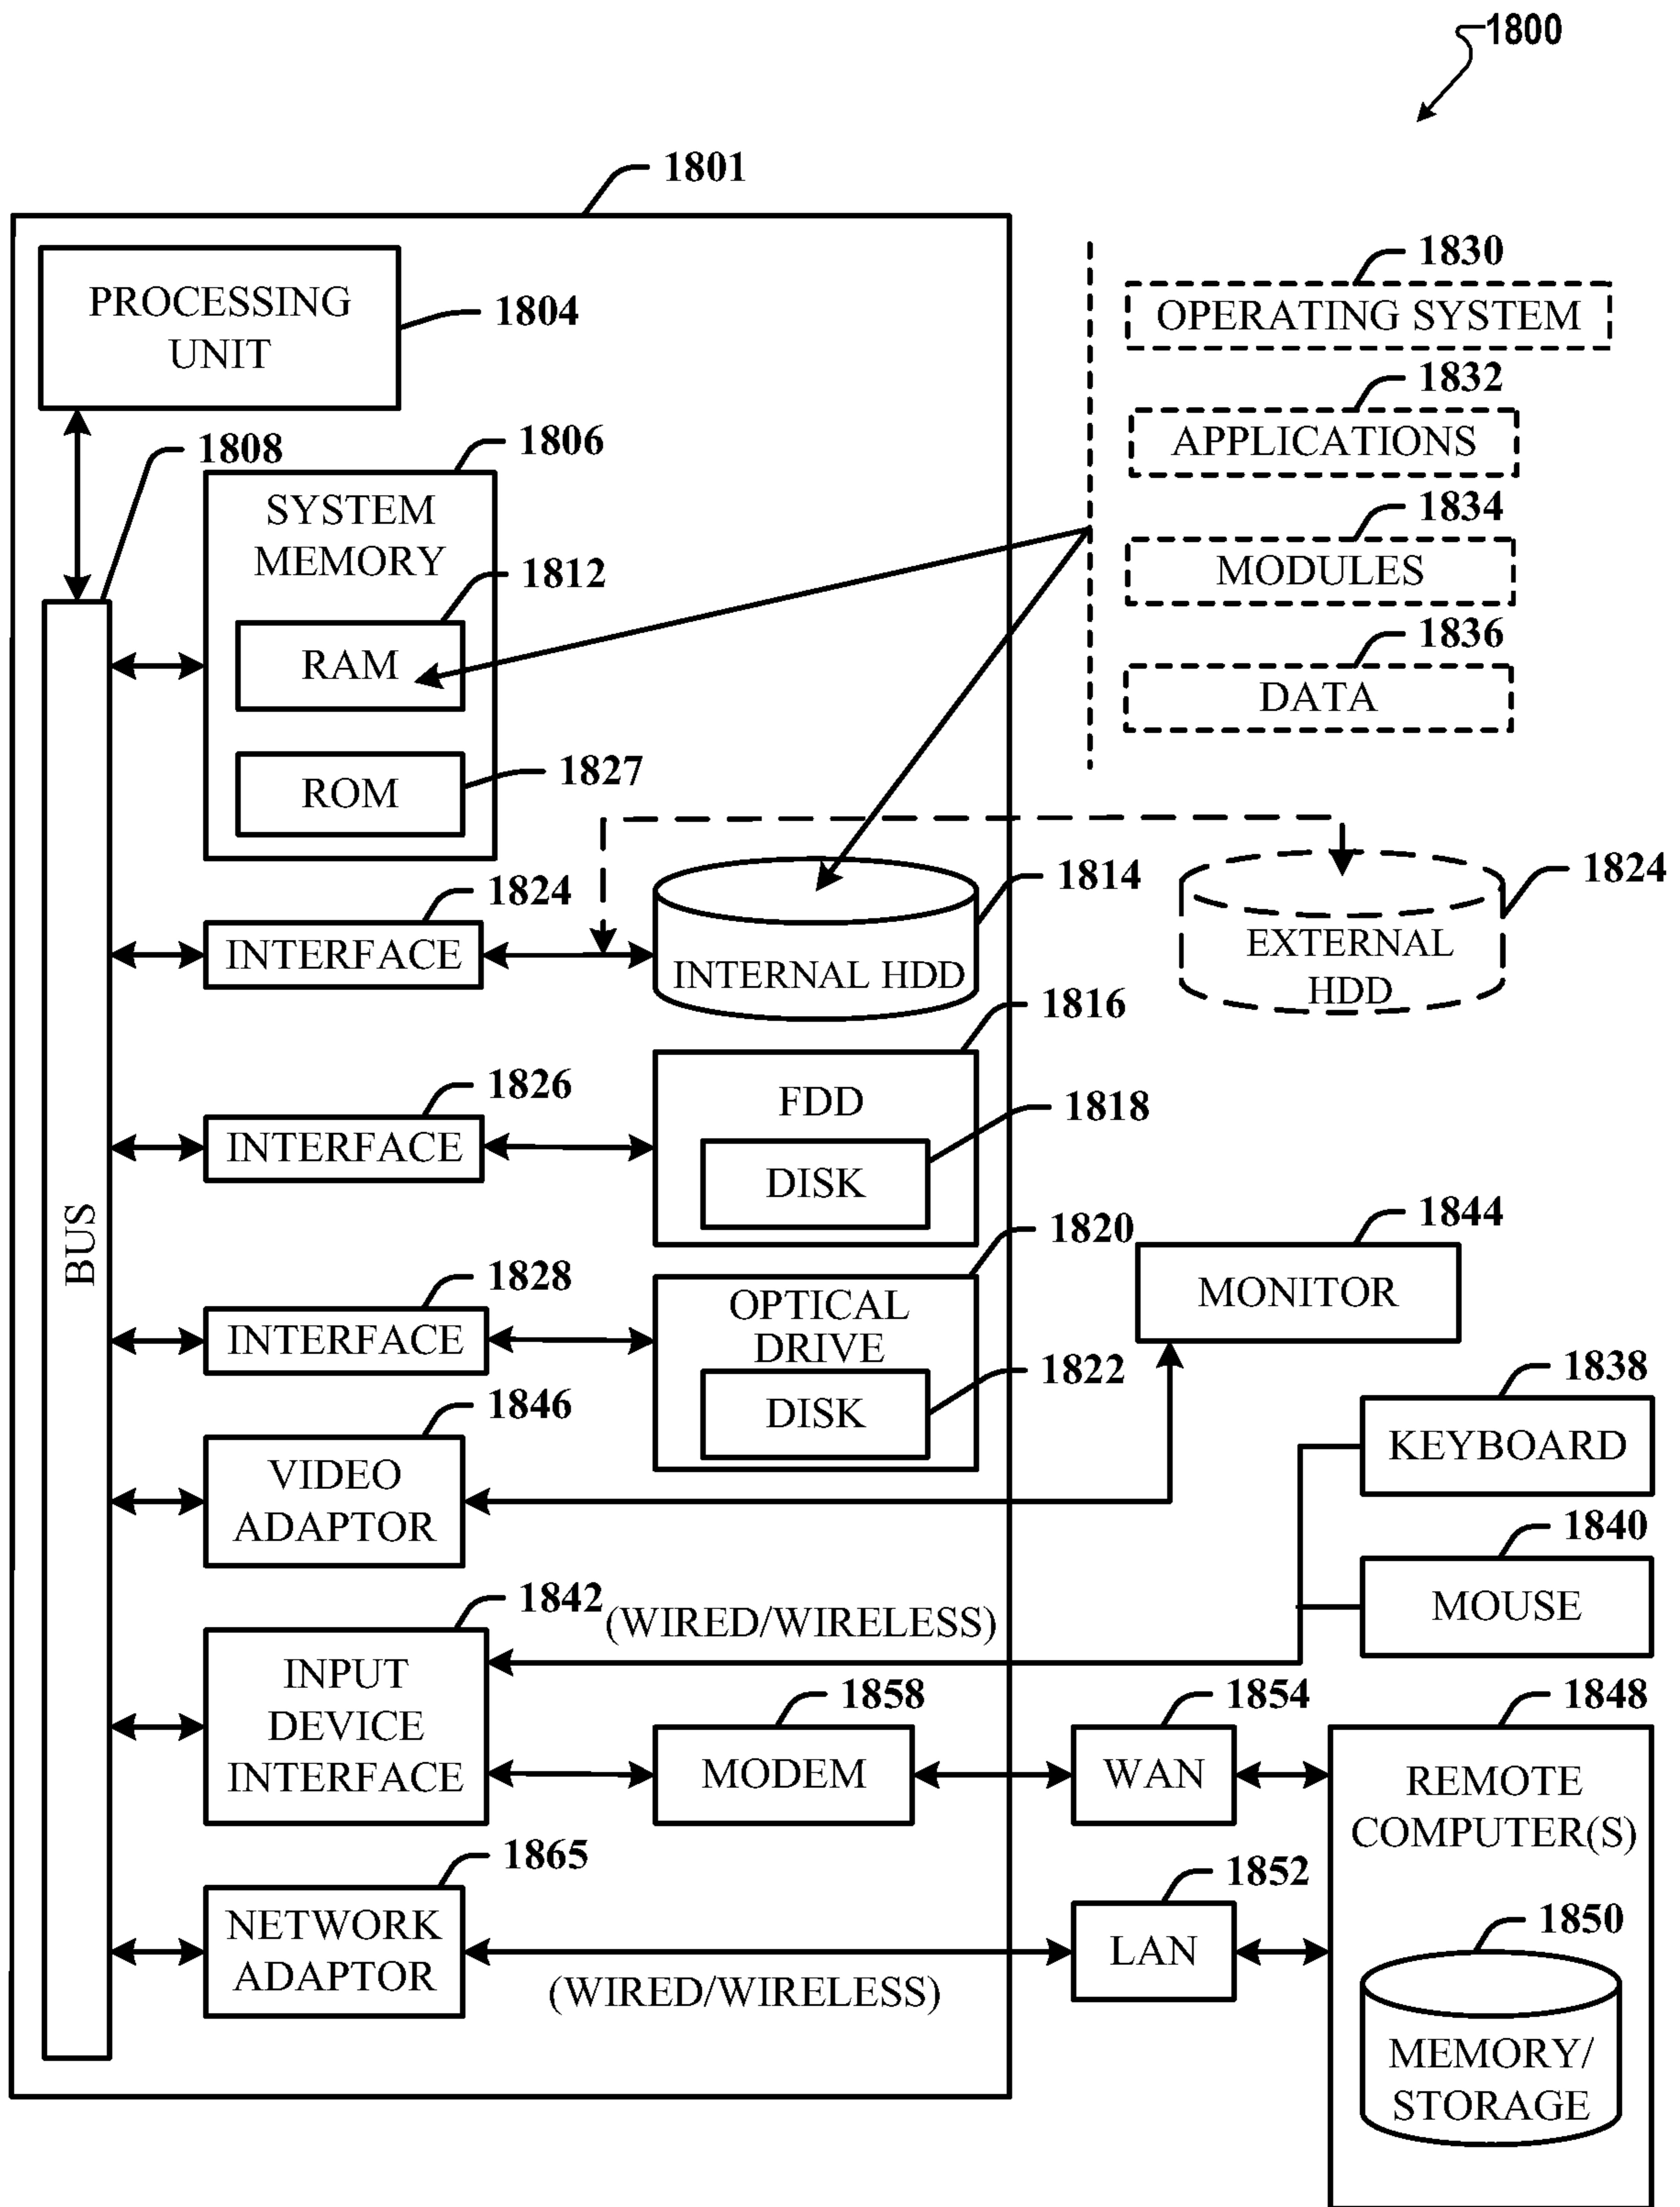 1800
1801
PROCESSING
UNIT
1804
1830
OPERATING SYSTEM
1832
APPLICATIONS
1834
MODULES
1836
DATA
1808
1806
SYSTEM
MEMORY
1812
RAM
ROM
1827
BUS
1824
INTERFACE
1814
INTERNAL HDD
1824
EXTERNAL
HDD
1826
INTERFACE
1816
FDD
1818
DISK
1828
INTERFACE
1820
OPTICAL
DRIVE
1822
DISK
1844
MONITOR
1846
VIDEO
ADAPTOR
1838
KEYBOARD
1840
MOUSE
1842
(WIRED/WIRELESS)
INPUT
DEVICE
INTERFACE
1858
MODEM
1854
WAN
1848
REMOTE
COMPUTER(S)
1865
NETWORK
ADAPTOR
(WIRED/WIRELESS)
1852
LAN
1850
MEMORY/
STORAGE